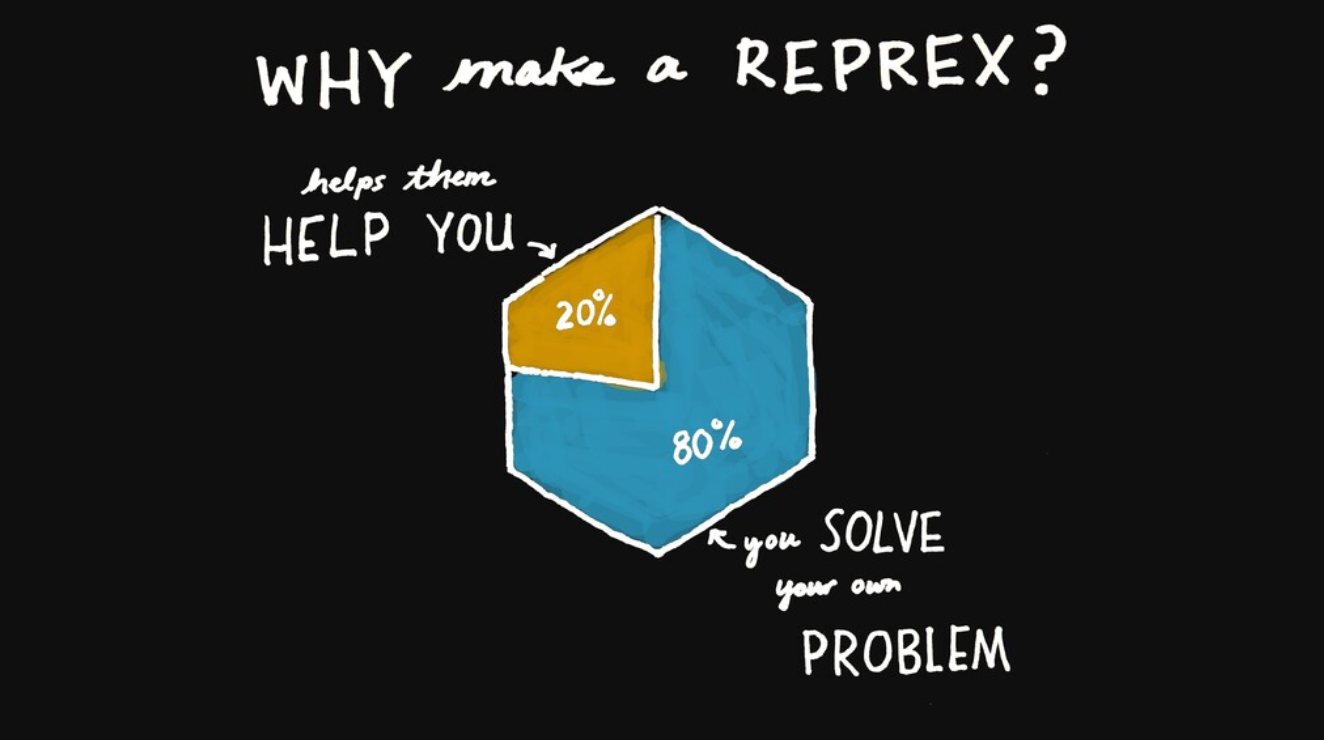 WHY make a REPREX?
helps them
HELP YOU
20%
80%
you SOLVE
your own
PROBLEM